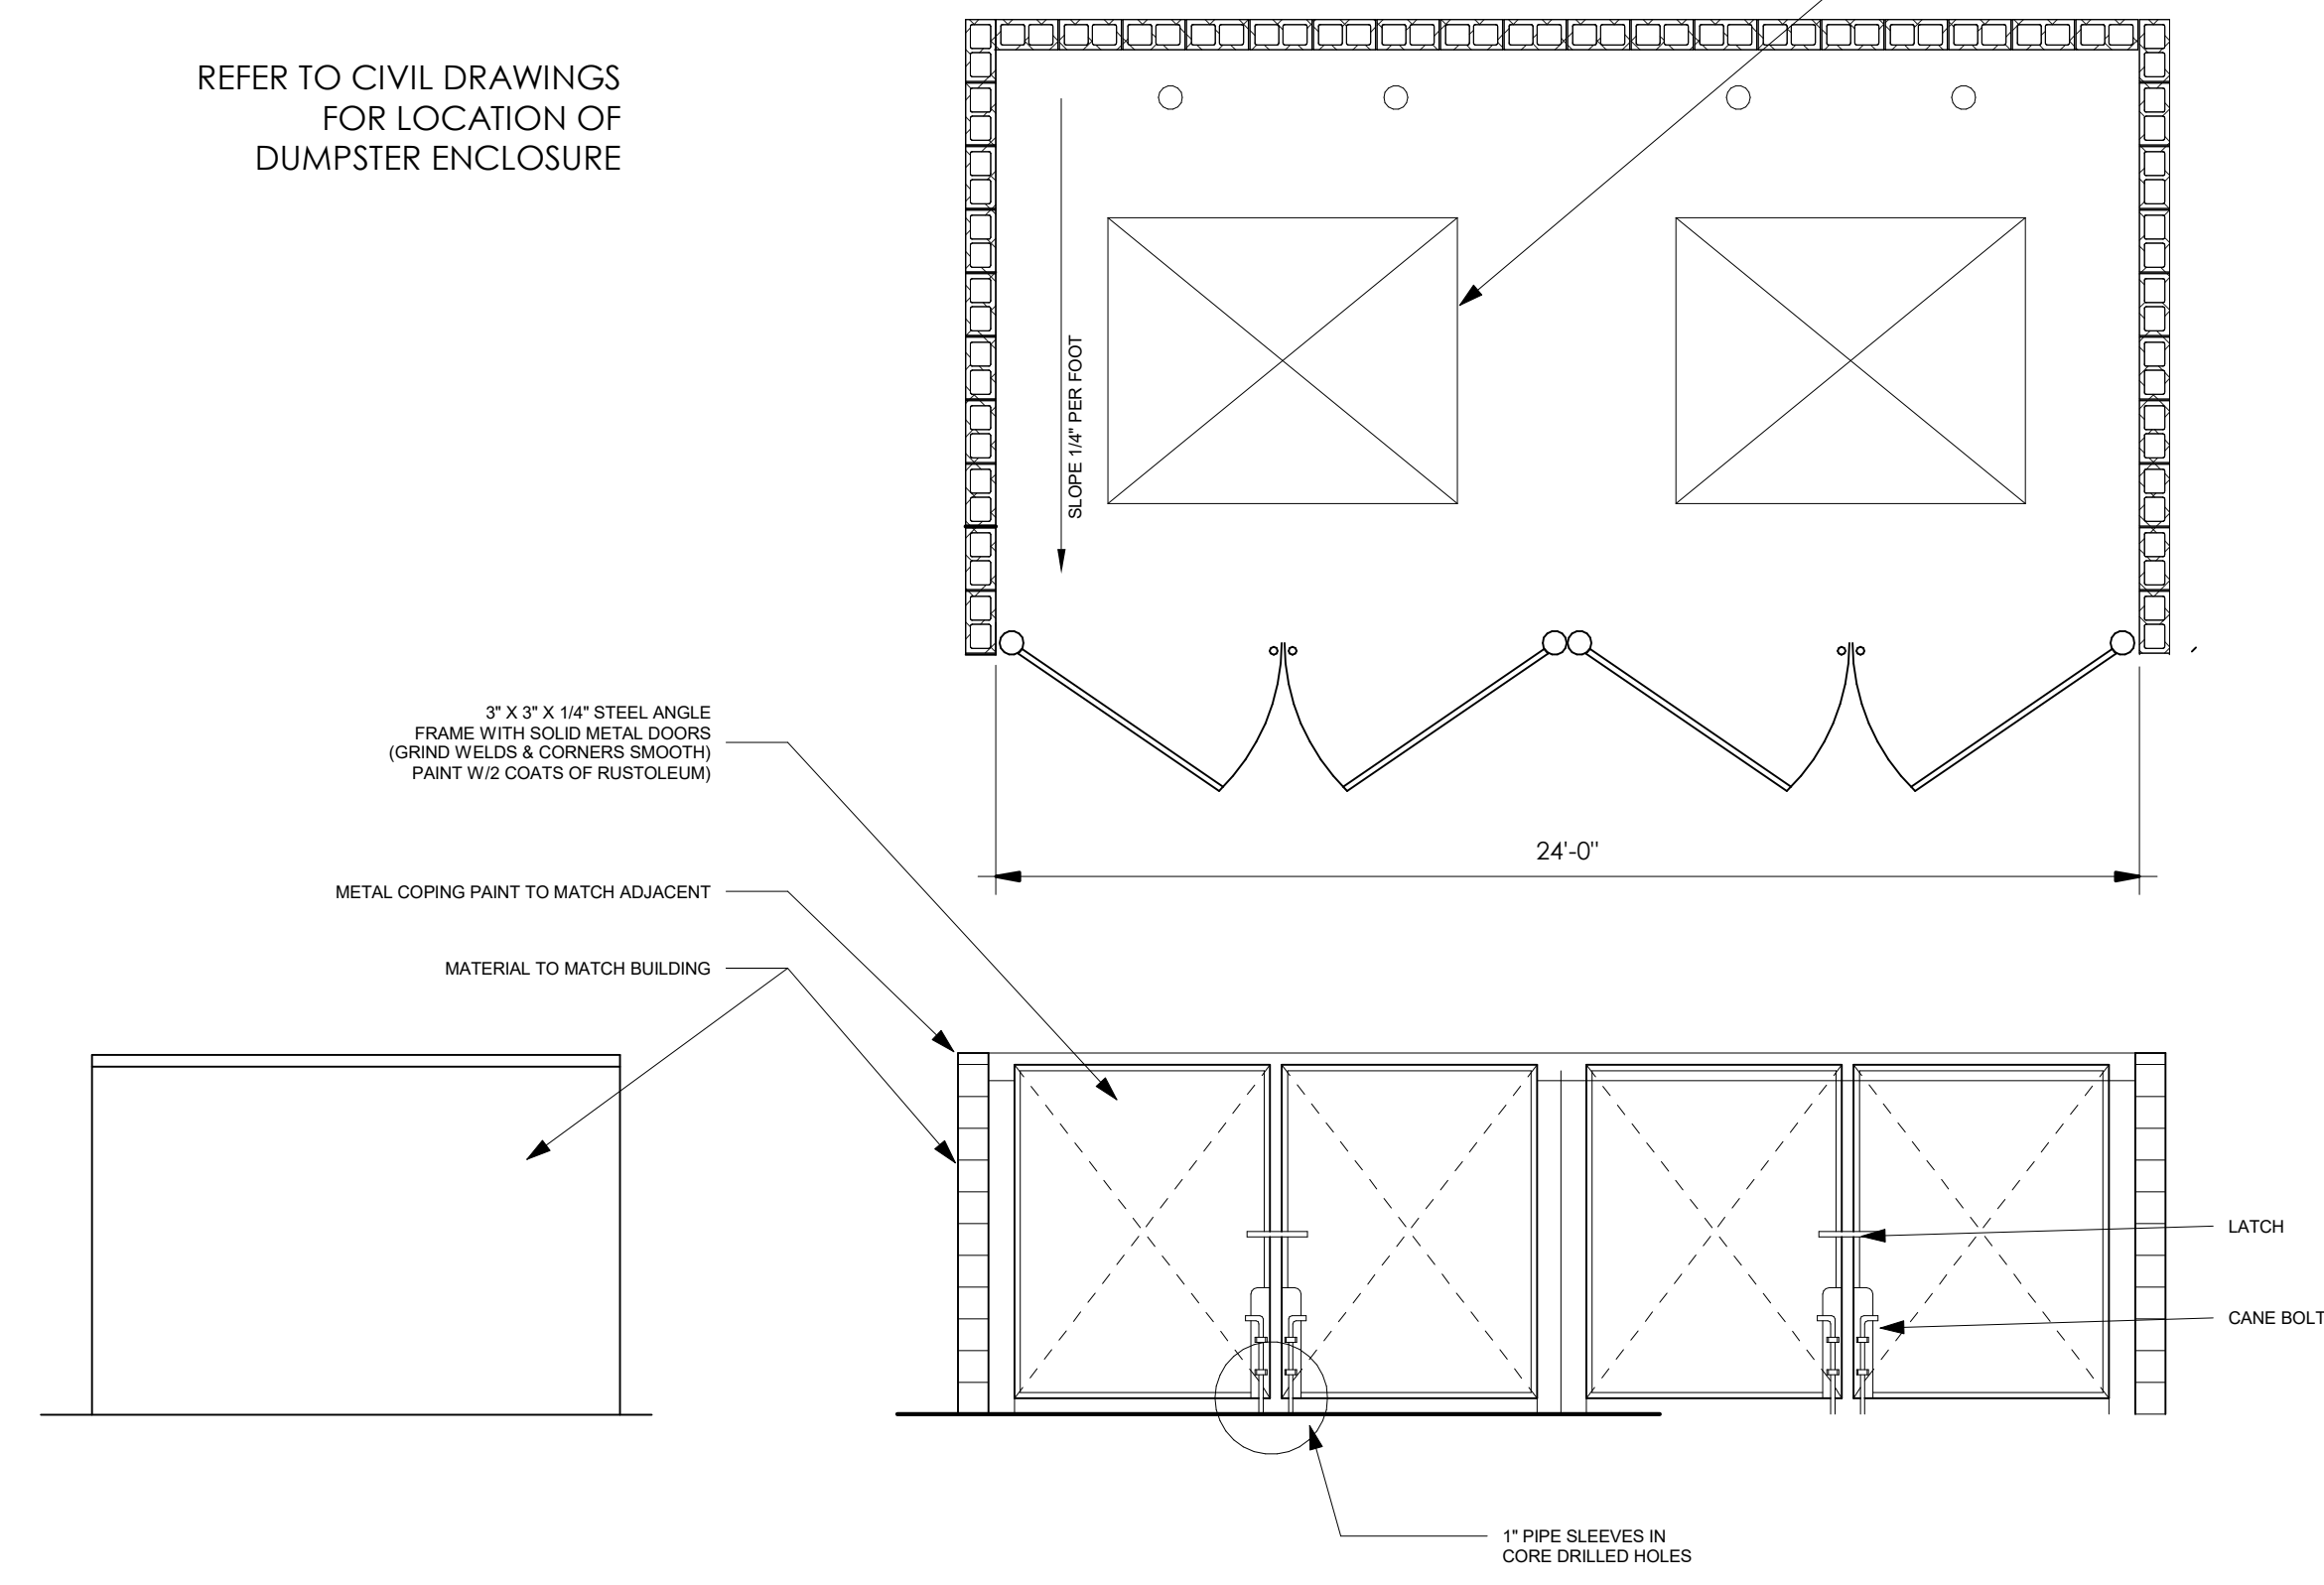 REFER TO CIVIL DRAWINGS
FOR LOCATION OF
DUMPSTER ENCLOSURE
SLOPE 1/4" PER FOOT
3" X 3" X 1/4" STEEL ANGLE
FRAME WITH SOLID METAL DOORS
(GRIND WELDS & CORNERS SMOOTH)
PAINT W/2 COATS OF RUSTOLEUM)
24'-0"
METAL COPING PAINT TO MATCH ADJACENT
MATERIAL TO MATCH BUILDING
LATCH
CANE BOLT
1" PIPE SLEEVES IN
CORE DRILLED HOLES